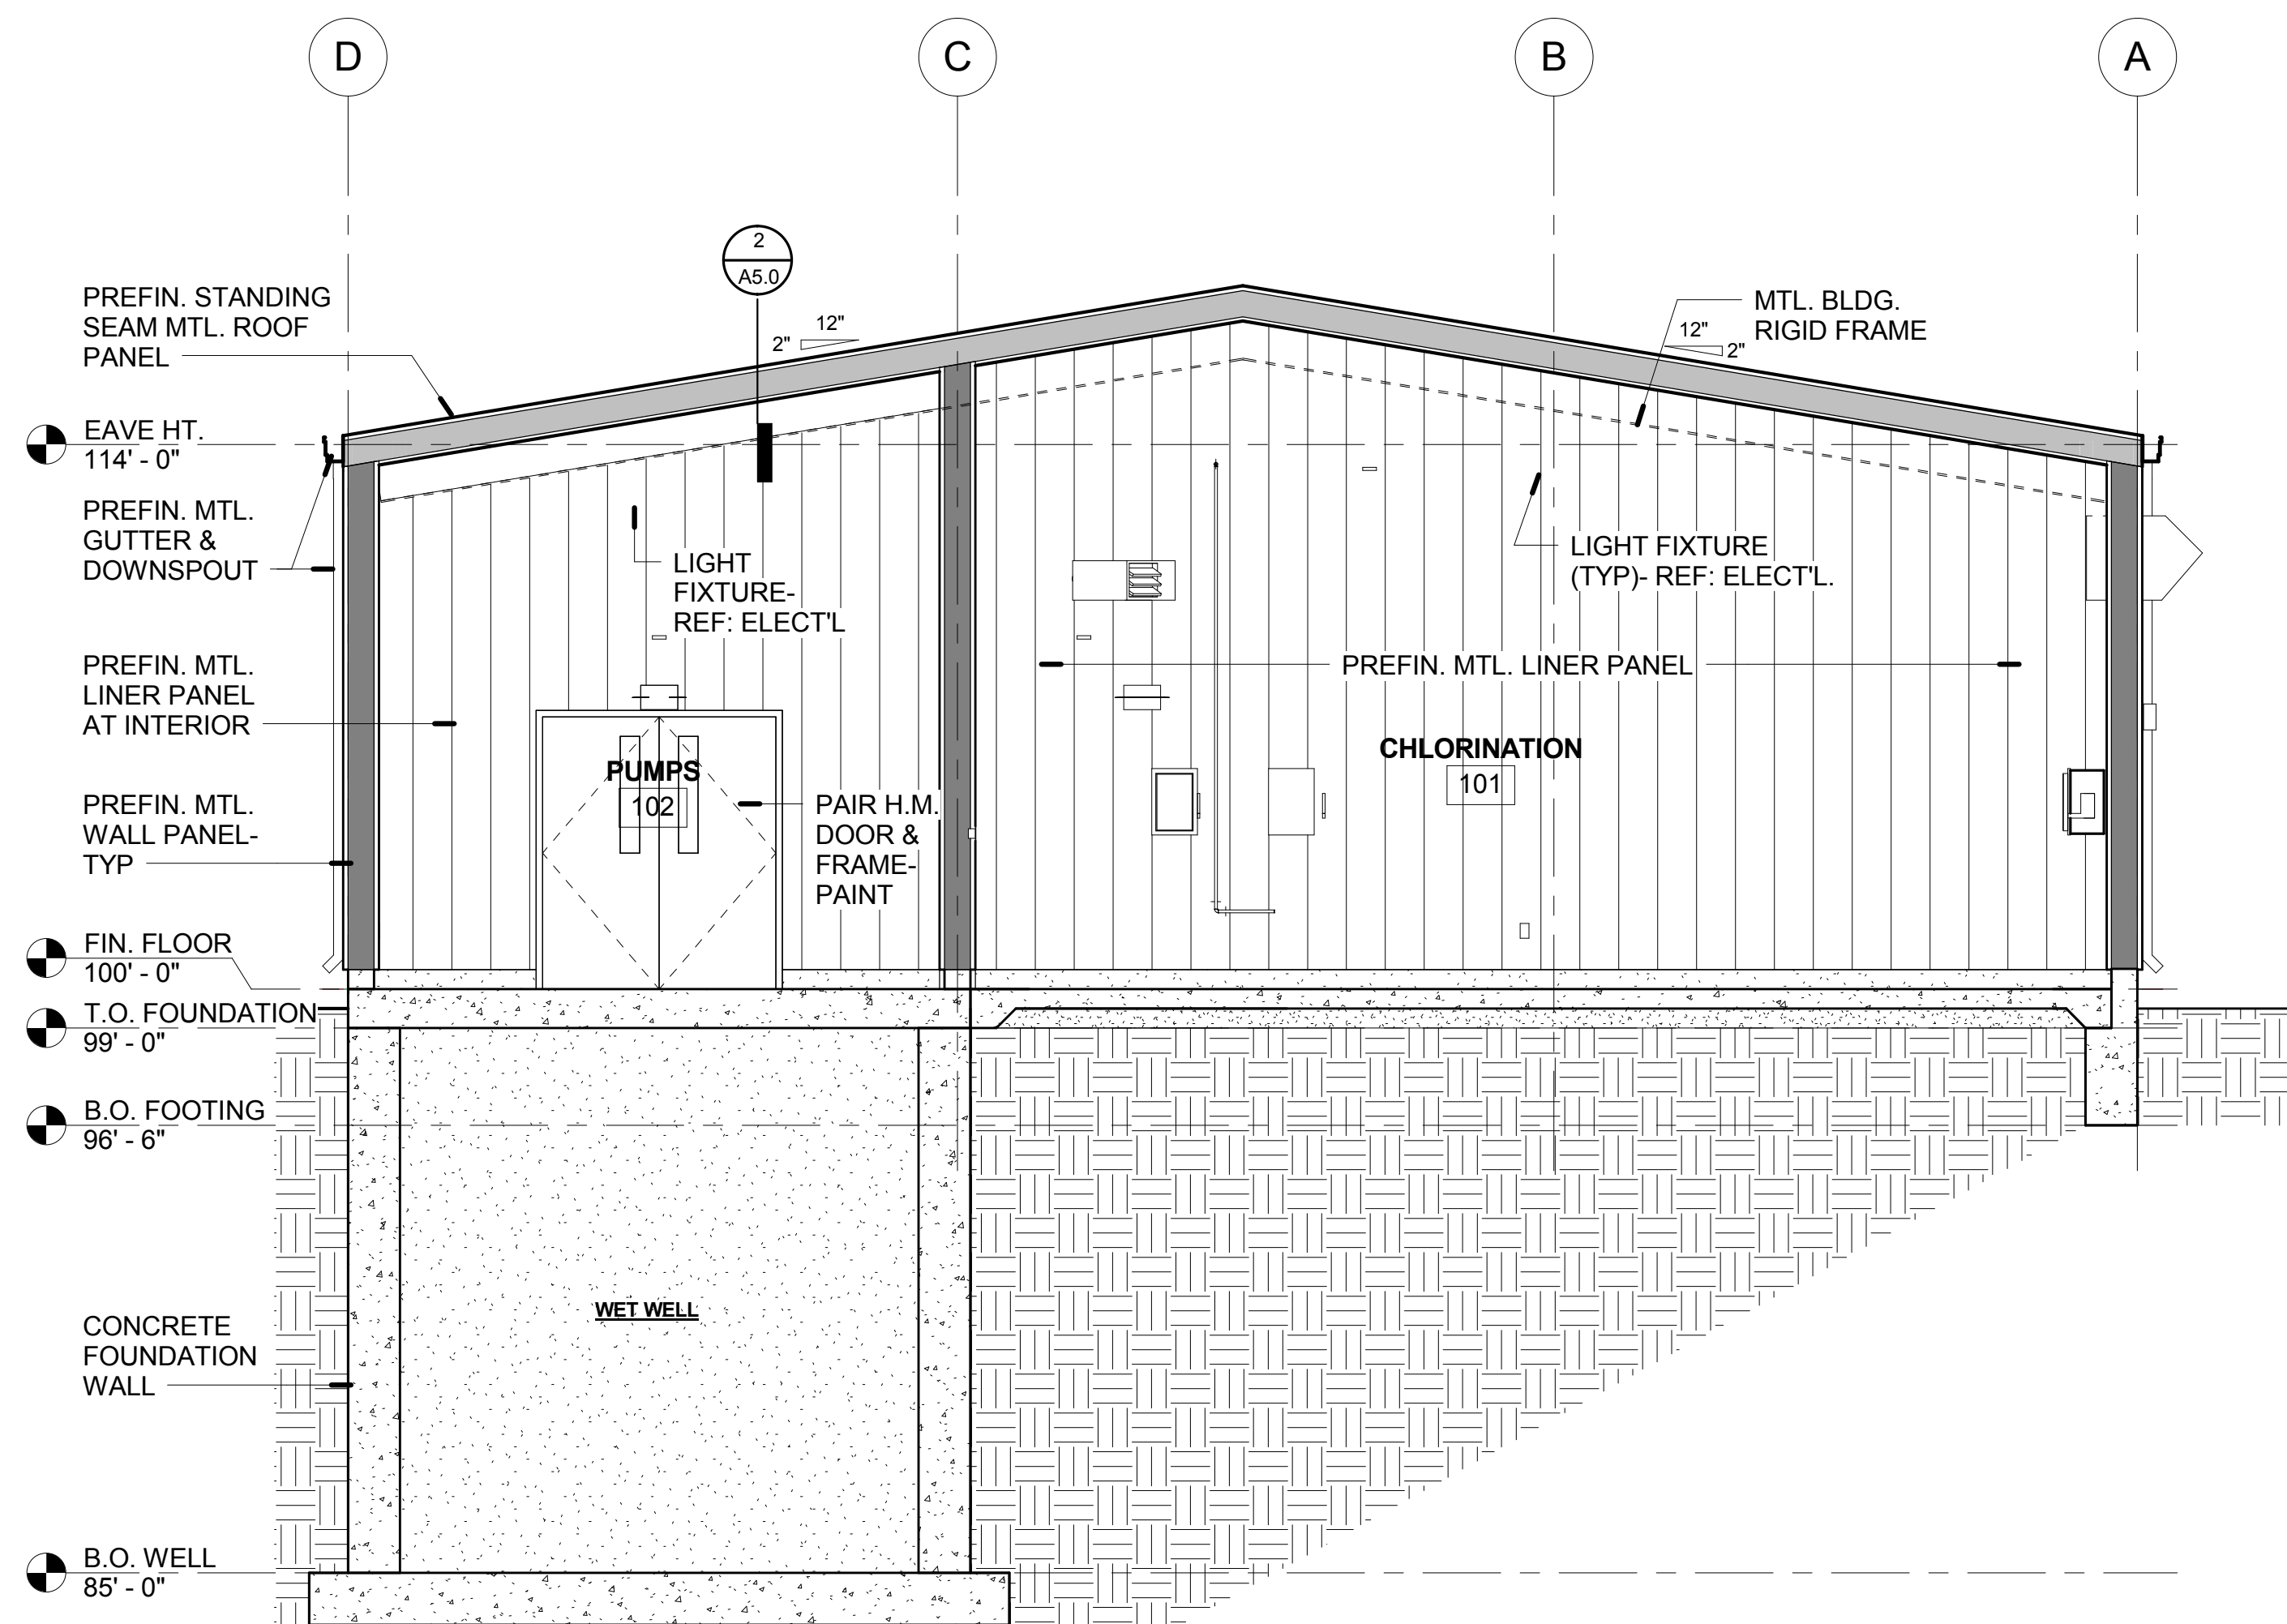 D
C
B
A
2
A5.0
PREFIN. STANDING
SEAM MTL. ROOF
PANEL
12"
2"
MTL. BLDG.
RIGID FRAME
12"
2"
EAVE HT.
114' - 0"
PREFIN. MTL.
GUTTER &
DOWNSPOUT
LIGHT
FIXTURE-
REF: ELECT'L
LIGHT FIXTURE
(TYP)- REF: ELECT'L.
PREFIN. MTL.
LINER PANEL
AT INTERIOR
PREFIN. MTL. LINER PANEL
PUMPS
102
CHLORINATION
101
PREFIN. MTL.
WALL PANEL-
TYP
PAIR H.M.
DOOR &
FRAME-
PAINT
FIN. FLOOR
100' - 0"
T.O. FOUNDATION
99' - 0"
B.O. FOOTING
96' - 6"
WET WELL
CONCRETE
FOUNDATION
WALL
B.O. WELL
85' - 0"